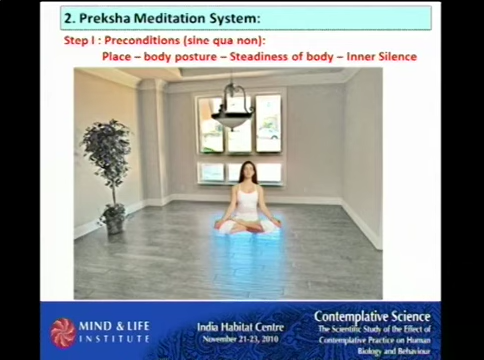 2. Preksha Meditation System:
Step I : Preconditions (sine qua non):
Place – body posture – Steadiness of body – Inner Silence
MIND & LIFE
INSTITUTE
India Habitat Centre
November 21-23, 2010
Contemplative Science
The Scientific Study of the Effect of
Contemplative Practice on Human
Biology and Behaviour